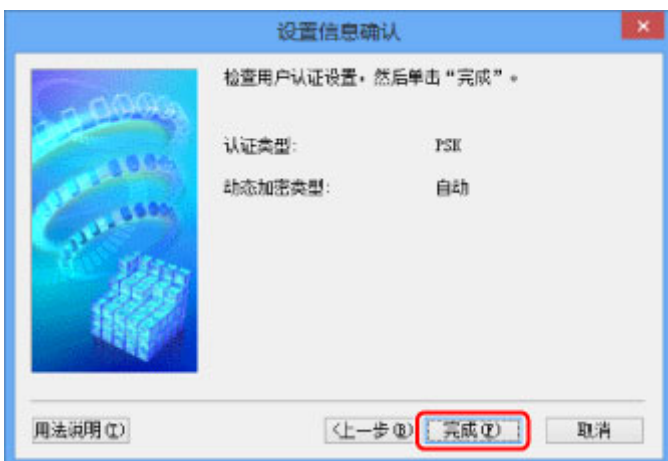 设置信息确认
检查用户认证设置，然后单击“完成”。
认证类型: PSK
动态加密类型: 自动
用法说明(I) <上一步(B) 完成(F) 取消